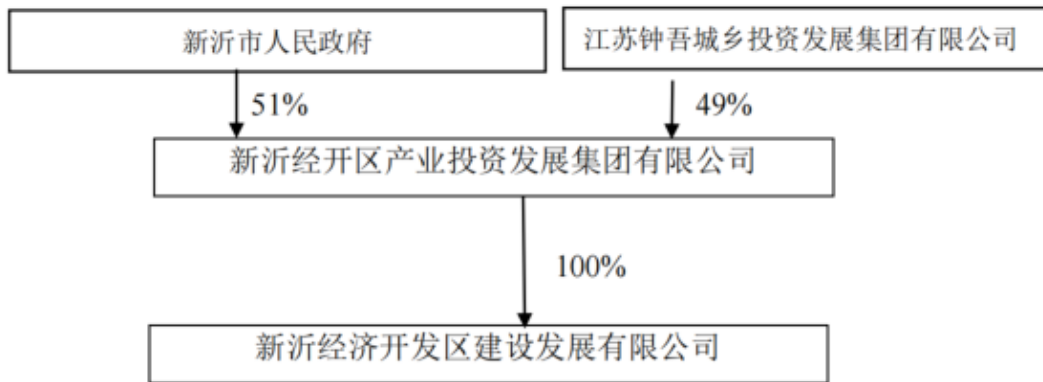 新沂市人民政府
江苏钟吾城乡投资发展集团有限公司
51%
49%
新沂经开区产业投资发展集团有限公司
100%
新沂经济开发区建设发展有限公司